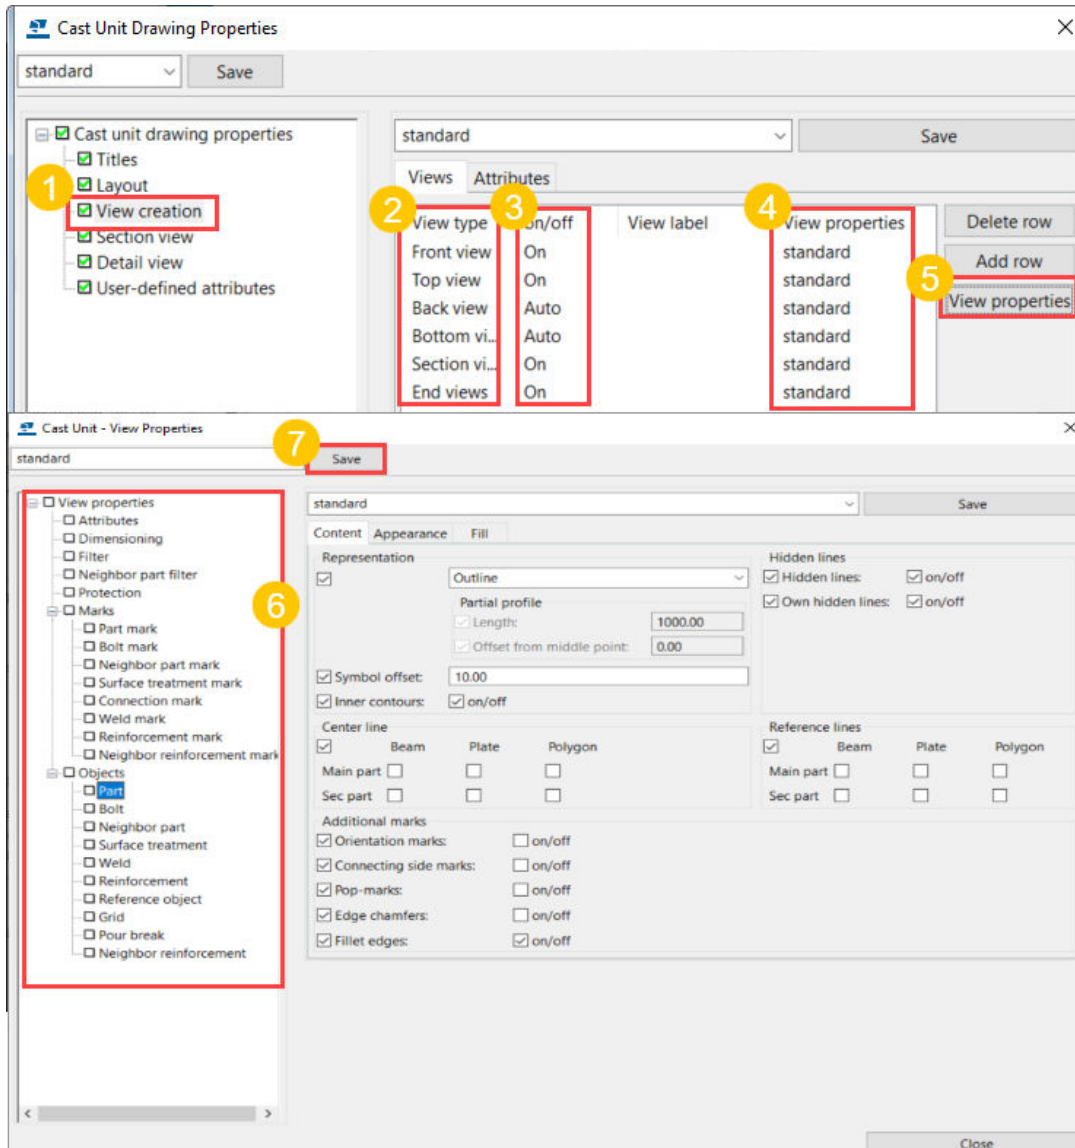 Cast Unit Drawing Properties
standard
Save
Cast unit drawing properties
Titles
1
Layout
View creation
Section view
Detail view
User-defined attributes
standard
Save
Views
Attributes
2
3
4
View type
on/off
View label
View properties
Front view
On
standard
Top view
On
standard
Back view
Auto
standard
Bottom vi...
Auto
standard
Section vi...
On
standard
End views
On
standard
Delete row
Add row
5
View properties
Cast Unit - View Properties
standard
7
Save
View properties
Attributes
Dimensioning
Filter
Neighbor part filter
Protection
Marks
6
Part mark
Bolt mark
Neighbor part mark
Surface treatment mark
Connection mark
Weld mark
Reinforcement mark
Neighbor reinforcement mark
Objects
Part
Bolt
Neighbor part
Surface treatment
Weld
Reinforcement
Reference object
Grid
Pour break
Neighbor reinforcement
standard
Save
Content
Appearance
Fill
Representation
Outline
Partial profile
Length:
1000.00
Offset from middle point:
0.00
Symbol offset:
10.00
Inner contours:
on/off
Hidden lines
Hidden lines:
on/off
Own hidden lines:
on/off
Center line
Beam Plate Polygon
Main part
Sec part
Reference lines
Beam Plate Polygon
Main part
Sec part
Additional marks
Orientation marks:
on/off
Connecting side marks:
on/off
Pop-marks:
on/off
Edge chamfers:
on/off
Fillet edges:
on/off
Close